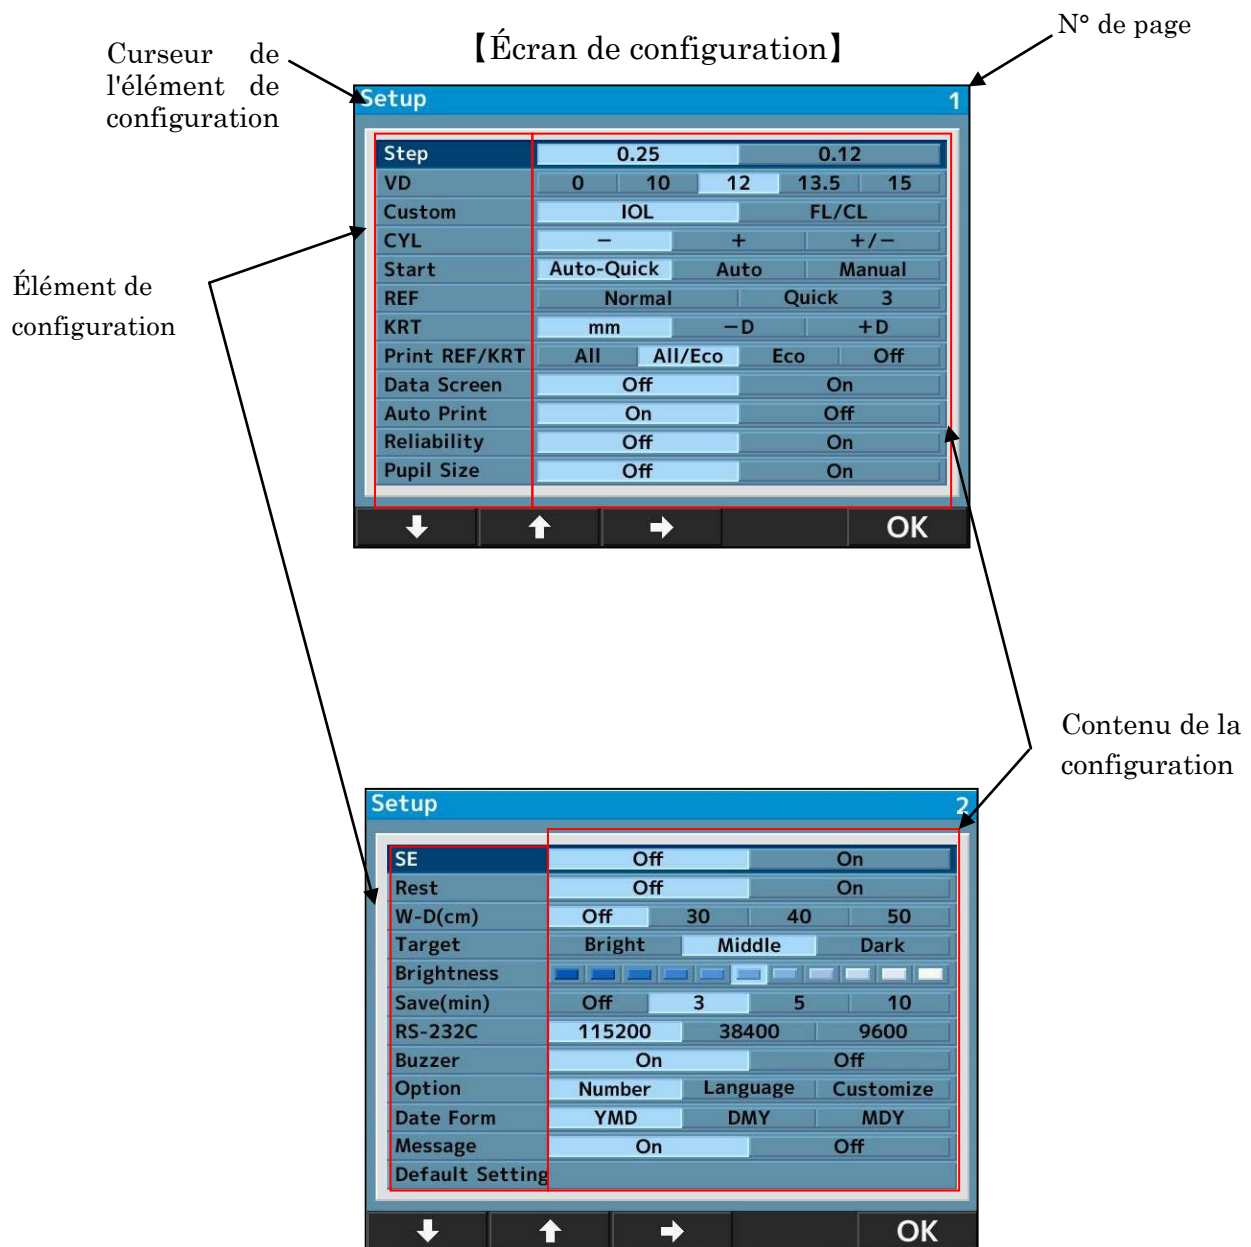 N° de page
【Écran de configuration】
Curseur de
l'élément de
configuration
Setup 1
Step 0.25 0.12
VD 0 10 12 13.5 15
Custom IOL FL/CL
CYL − + +/−
Start Auto-Quick Auto Manual
REF Normal Quick 3
KRT mm −D +D
Print REF/KRT All All/Eco Eco Off
Data Screen Off On
Auto Print On Off
Reliability Off On
Pupil Size Off On
OK
Élément de
configuration
Contenu de la
configuration
Setup 2
SE Off On
Rest Off On
W-D(cm) Off 30 40 50
Target Bright Middle Dark
Brightness
Save(min) Off 3 5 10
RS-232C 115200 38400 9600
Buzzer On Off
Option Number Language Customize
Date Form YMD DMY MDY
Message On Off
Default Setting
OK